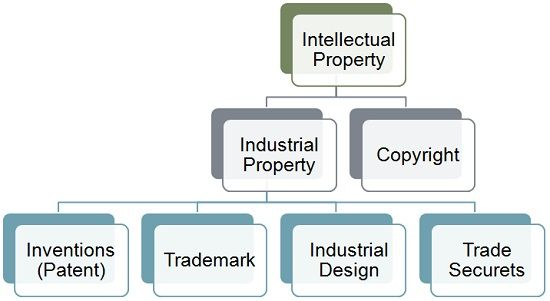 Intellectual
Property
Industrial
Property
Copyright
Inventions
(Patent)
Trademark
Industrial
Design
Trade
Securets